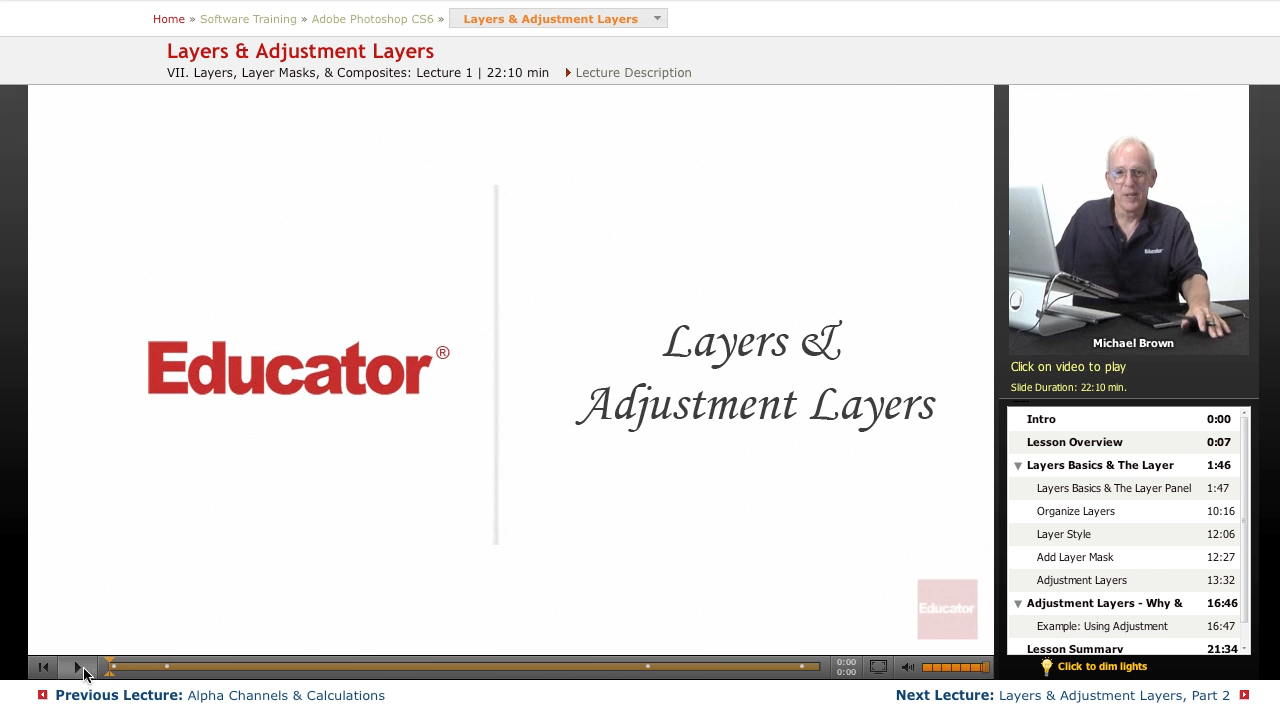 Home » Software Training » Adobe Photoshop CS6 » Layers & Adjustment Layers
Layers & Adjustment Layers
VII. Layers, Layer Masks, & Composites: Lecture 1 | 22:10 min Lecture Description
Educator®
Layers &
Adjustment Layers
Educator
Educator
Michael Brown
Click on video to play
Slide Duration: 22:10 min.
Intro 0:00
Lesson Overview 0:07
Layers Basics & The Layer 1:46
Layers Basics & The Layer Panel 1:47
Organize Layers 10:16
Layer Style 12:06
Add Layer Mask 12:27
Adjustment Layers 13:32
Adjustment Layers - Why & 16:46
Example: Using Adjustment 16:47
Lesson Summary 21:34
0:00
0:00
Click to dim lights
Previous Lecture: Alpha Channels & Calculations
Next Lecture: Layers & Adjustment Layers, Part 2